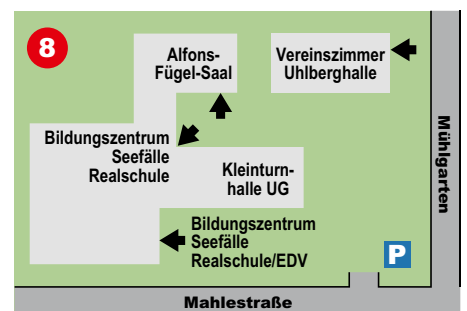 8
Alfons-
Fügel-Saal
Vereinszimmer
Uhlberghalle
Bildungszentrum
Seefälle
Realschule
Kleinturn-
halle UG
Bildungszentrum
Seefälle
Realschule/EDV
P
Mühlgarten
Mahlestraße